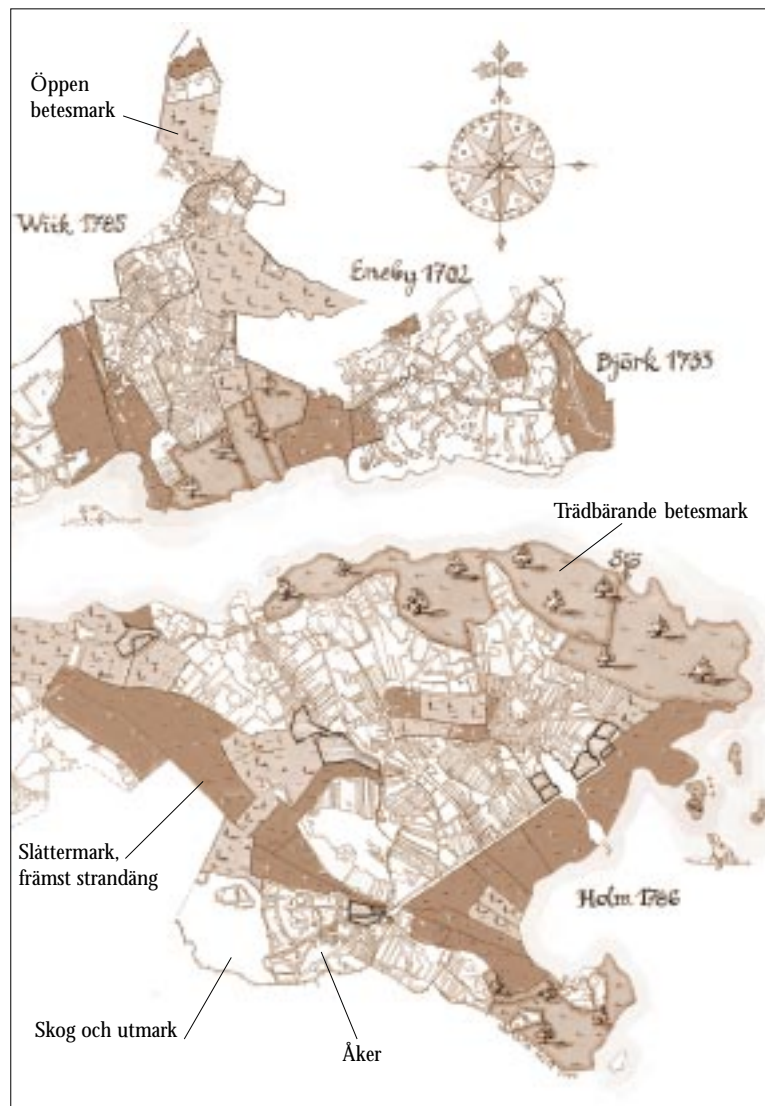 Öppen
betesmark
Wiik 1785
Eneby 1702
Björk 1733
Trädbärande betesmark
Slåttermark,
främst strandäng
Holm 1786
Skog och utmark
Åker